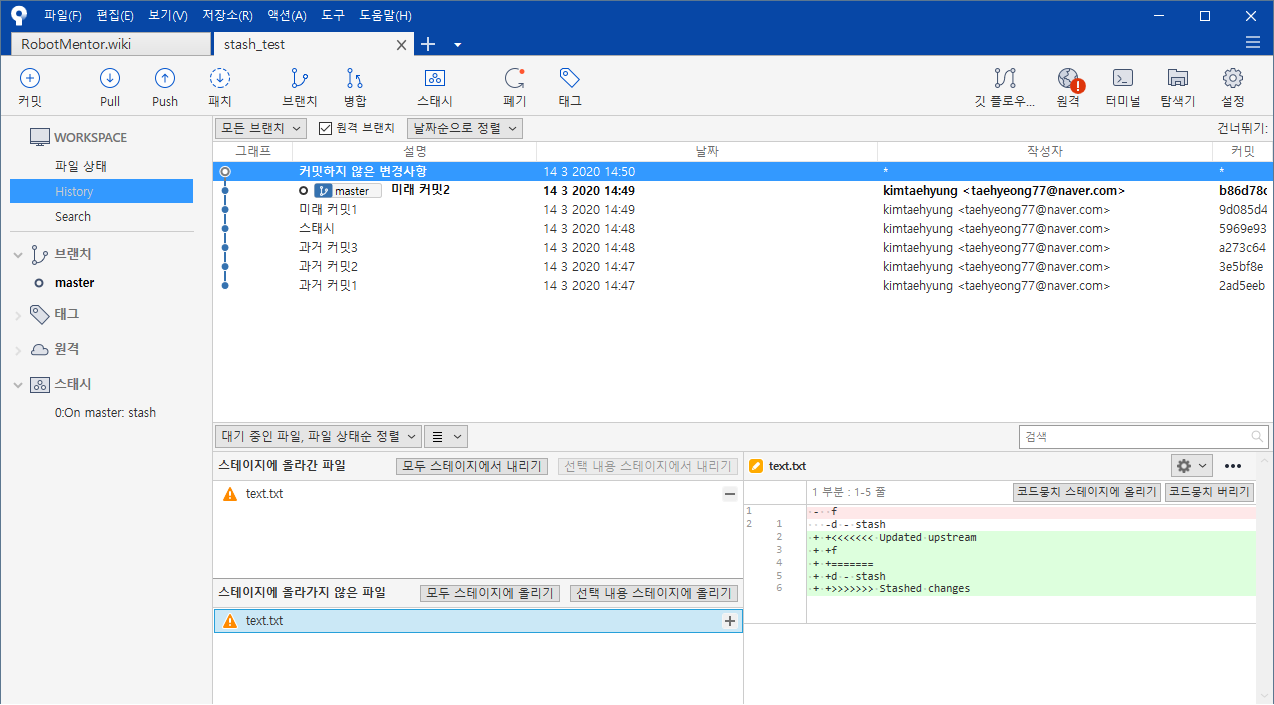 파일(F) 편집(E) 보기(V) 저장소(R) 액션(A) 도구 도움말(H)
RobotMentor.wiki stash_test
커밋 Pull Push 패치 브랜치 병합 스태시 폐기 태그 깃 플로우... 원격 터미널 탐색기 설정
WORKSPACE
파일 상태
History
Search
브랜치
master
태그
원격
스태시
0:On master: stash
모든 브랜치 원격 브랜치 날짜순으로 정렬 건너뛰기:
그래프 설명 날짜 작성자 커밋
커밋하지 않은 변경사항 14 3 2020 14:50 * *
master 미래 커밋2 14 3 2020 14:49 kimtaehyung <taehyeong77@naver.com> b86d78c
미래 커밋1 14 3 2020 14:49 kimtaehyung <taehyeong77@naver.com> 9d085d4
스태시 14 3 2020 14:48 kimtaehyung <taehyeong77@naver.com> 5969e93
과거 커밋3 14 3 2020 14:48 kimtaehyung <taehyeong77@naver.com> a273c64
과거 커밋2 14 3 2020 14:47 kimtaehyung <taehyeong77@naver.com> 3e5bf8e
과거 커밋1 14 3 2020 14:47 kimtaehyung <taehyeong77@naver.com> 2ad5eeb
대기 중인 파일, 파일 상태순 정렬 검색
스테이지에 올라간 파일 모두 스테이지에서 내리기 선택 내용 스테이지에서 내리기
text.txt
스테이지에 올라가지 않은 파일 모두 스테이지에 올리기 선택 내용 스테이지에 올리기
text.txt
text.txt
1 부분 : 1-5 줄 코드뭉치 스테이지에 올리기 코드뭉치 버리기
1 - f
2 1 -d - stash
2 + +<<<<<<< Updated upstream
3 + +f
4 + +=======
5 + +d - stash
6 + +>>>>>>> Stashed changes